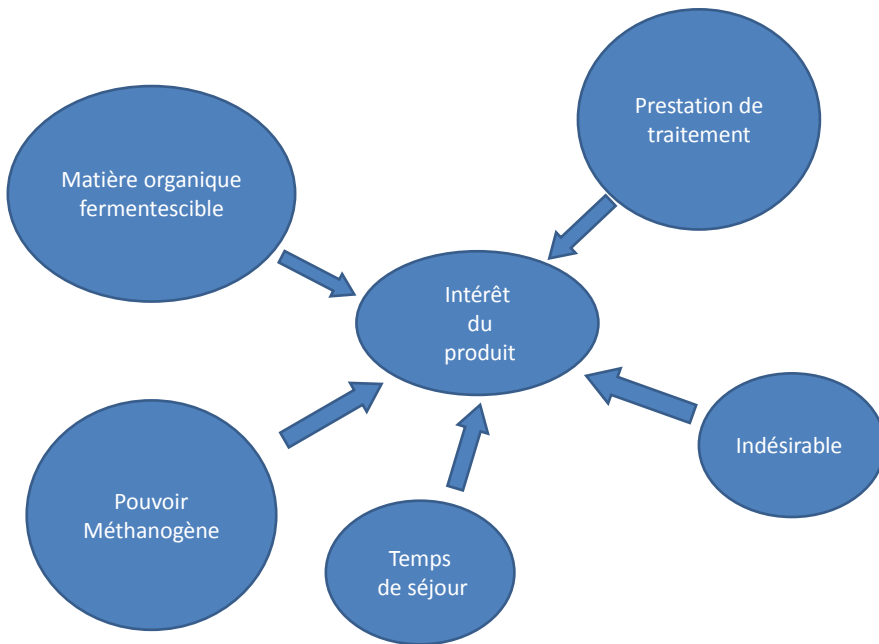 Prestation de
traitement
Matière organique
fermentescible
Intérêt
du
produit
Indésirable
Pouvoir
Méthanogène
Temps
de séjour